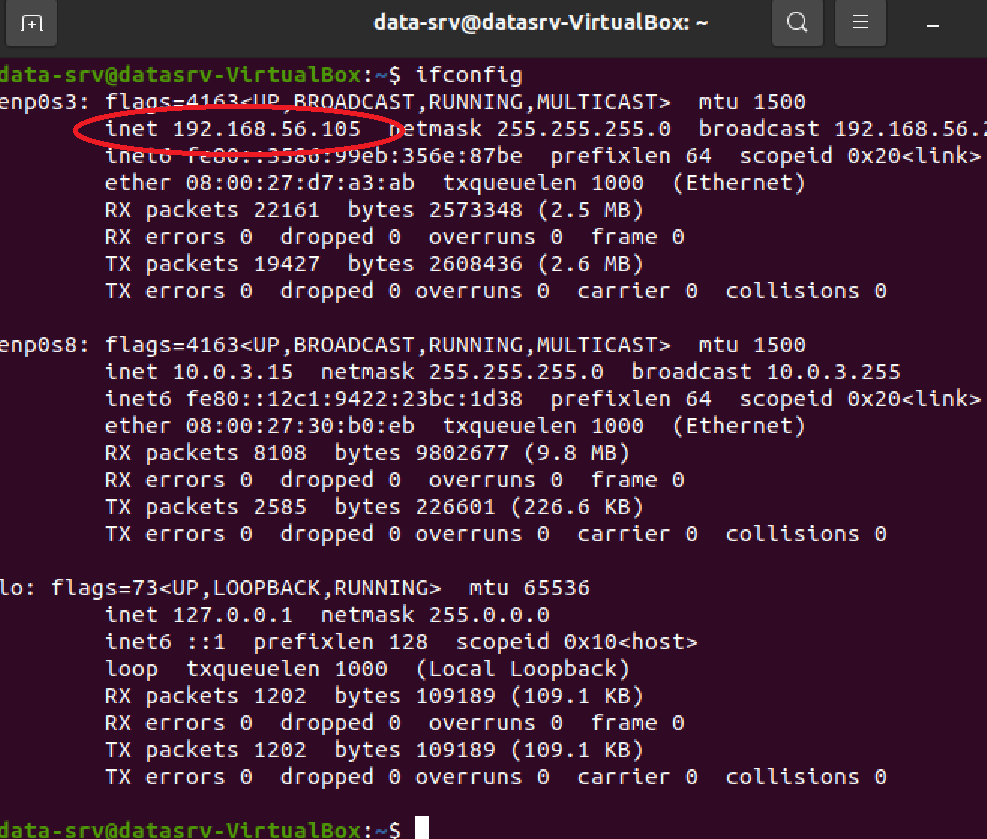 data-srv@datasrv-VirtualBox: ~
data-srv@datasrv-VirtualBox:~$ ifconfig
enp0s3: flags=4163<UP,BROADCAST,RUNNING,MULTICAST>  mtu 1500
inet 192.168.56.105  netmask 255.255.255.0  broadcast 192.168.56.2
inet6 fe80::3586:99eb:356e:87be  prefixlen 64  scopeid 0x20<link>
ether 08:00:27:d7:a3:ab  txqueuelen 1000  (Ethernet)
RX packets 22161  bytes 2573348 (2.5 MB)
RX errors 0  dropped 0  overruns 0  frame 0
TX packets 19427  bytes 2608436 (2.6 MB)
TX errors 0  dropped 0 overruns 0  carrier 0  collisions 0
enp0s8: flags=4163<UP,BROADCAST,RUNNING,MULTICAST>  mtu 1500
inet 10.0.3.15  netmask 255.255.255.0  broadcast 10.0.3.255
inet6 fe80::12c1:9422:23bc:1d38  prefixlen 64  scopeid 0x20<link>
ether 08:00:27:30:b0:eb  txqueuelen 1000  (Ethernet)
RX packets 8108  bytes 9802677 (9.8 MB)
RX errors 0  dropped 0  overruns 0  frame 0
TX packets 2585  bytes 226601 (226.6 KB)
TX errors 0  dropped 0 overruns 0  carrier 0  collisions 0
lo: flags=73<UP,LOOPBACK,RUNNING>  mtu 65536
inet 127.0.0.1  netmask 255.0.0.0
inet6 ::1  prefixlen 128  scopeid 0x10<host>
loop  txqueuelen 1000  (Local Loopback)
RX packets 1202  bytes 109189 (109.1 KB)
RX errors 0  dropped 0  overruns 0  frame 0
TX packets 1202  bytes 109189 (109.1 KB)
TX errors 0  dropped 0 overruns 0  carrier 0  collisions 0
data-srv@datasrv-VirtualBox:~$